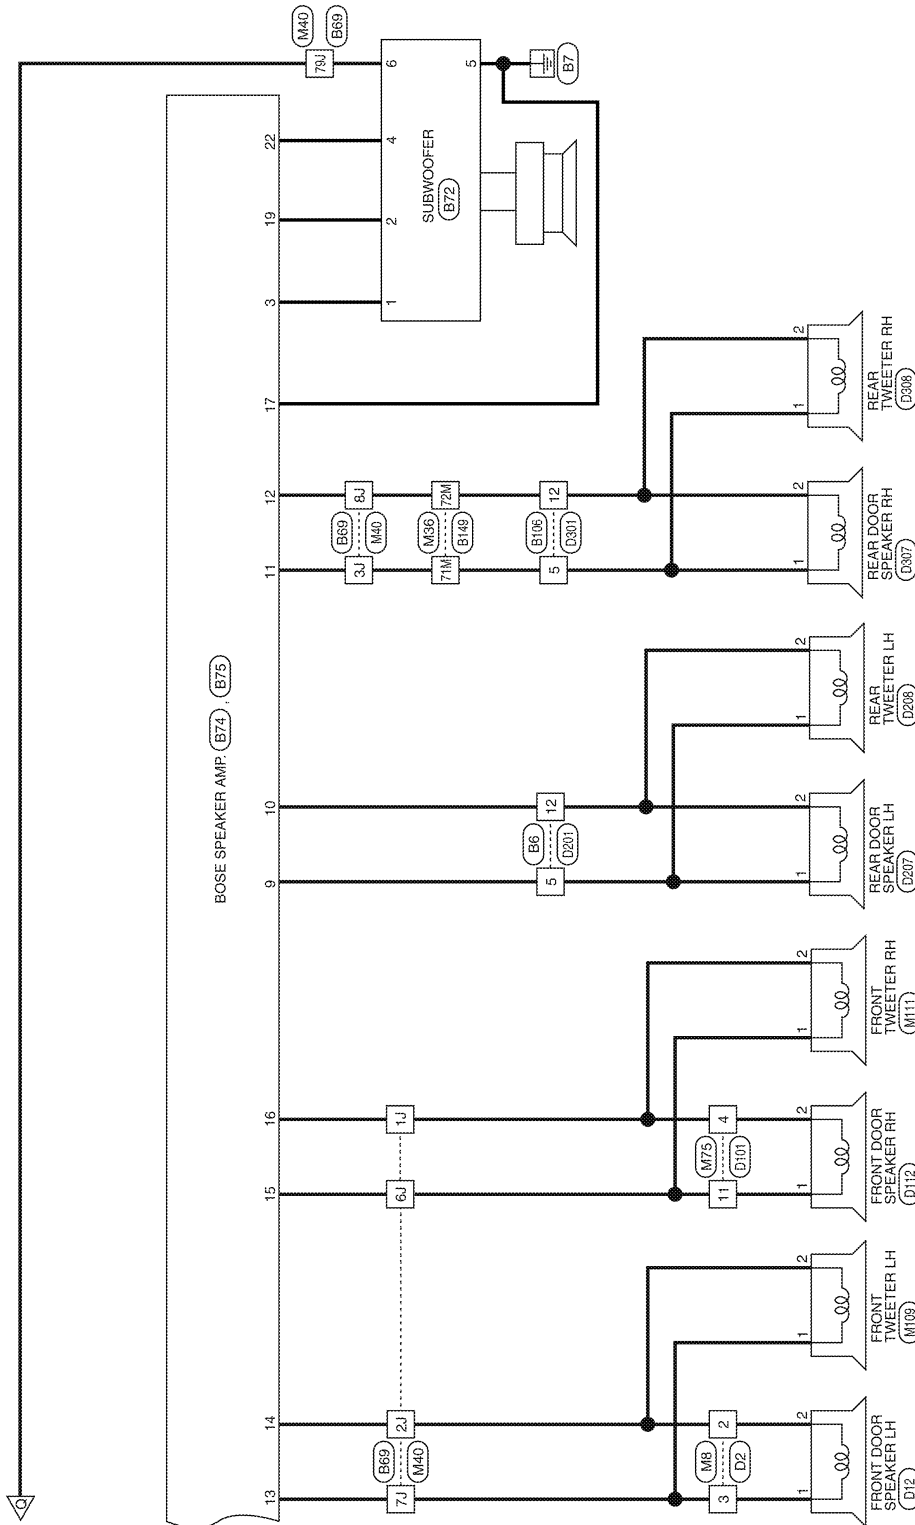 Q
BOSE SPEAKER AMP. B74 , B75
13
14
15
16
9
10
11
12
17
3
19
22
M40
B69
79J
1
2
4
6
5
SUBWOOFER
B72
B7
7J
2J
B69
M40
6J
1J
3J
8J
B69
M40
71M
72M
M36
B149
5
12
B6
D201
5
12
B106
D301
3
2
M8
D2
11
4
M75
D101
1
2
FRONT DOOR
SPEAKER LH
D12
1
2
FRONT
TWEETER LH
M109
1
2
FRONT DOOR
SPEAKER RH
D112
1
2
FRONT
TWEETER RH
M111
1
2
REAR DOOR
SPEAKER LH
D207
1
2
REAR
TWEETER LH
D208
1
2
REAR DOOR
SPEAKER RH
D307
1
2
REAR
TWEETER RH
D308